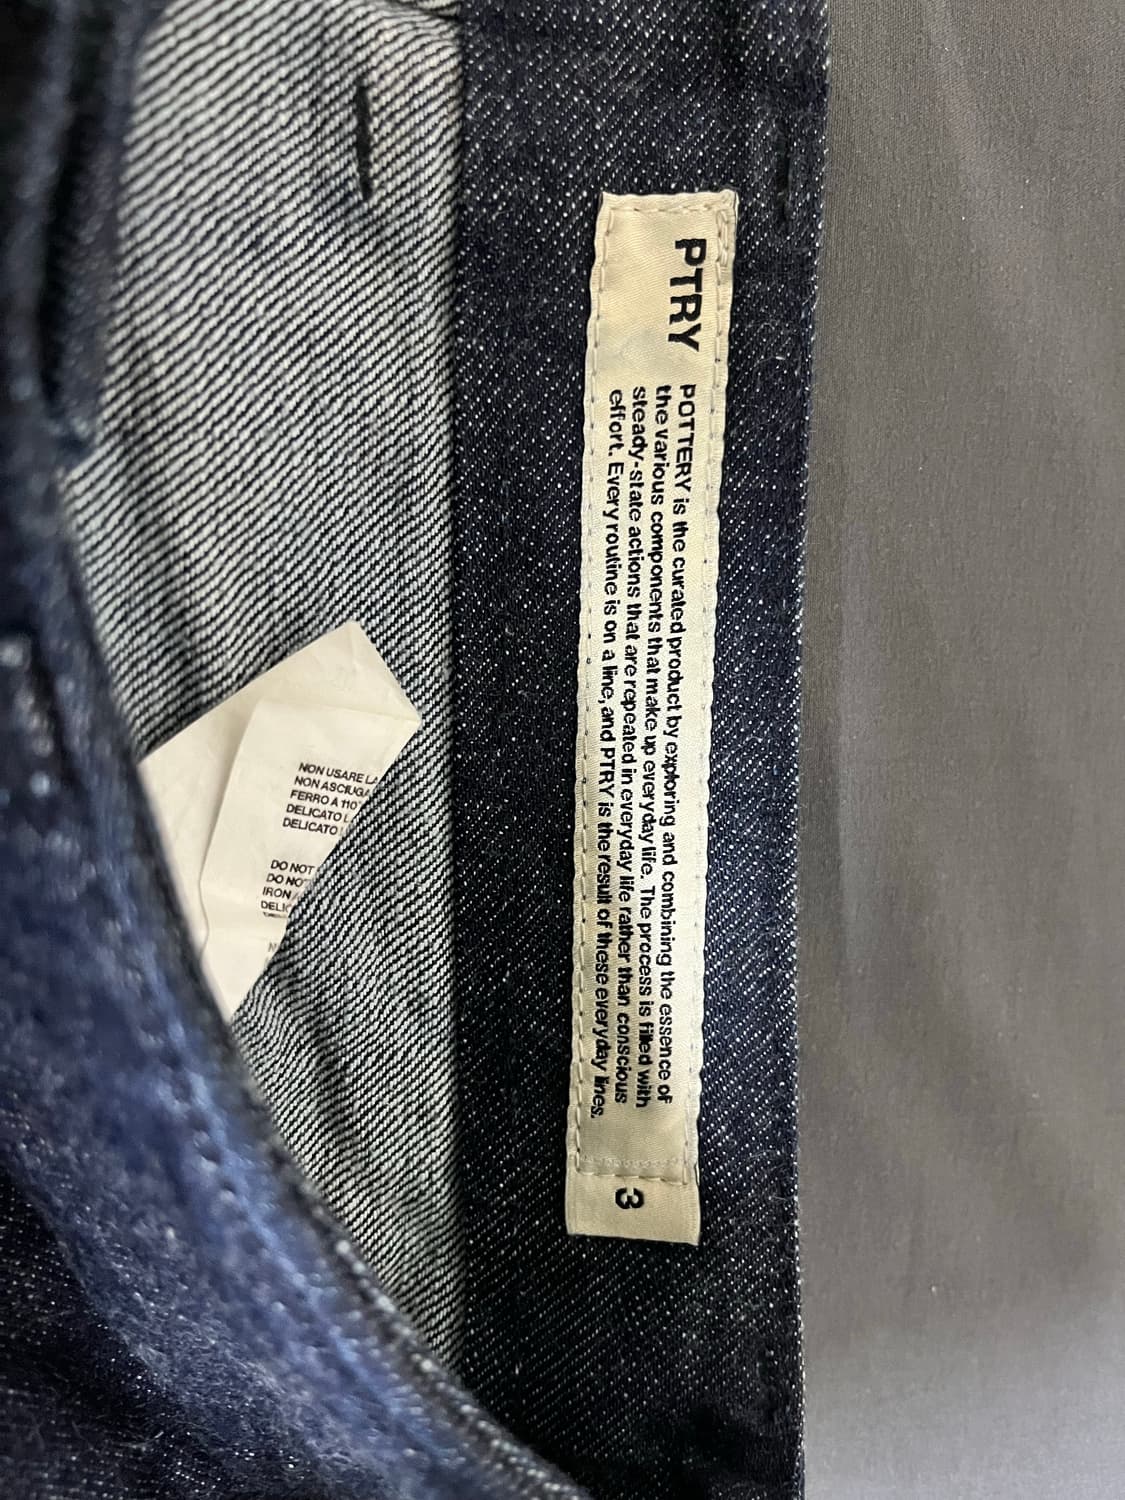 PTRY
POTTERY is the curated product by exploring and combining the essence of
the various components that make up everyday life. The process is filled with
steady-state actions that are repeated in everyday life rather than conscious
effort. Every routine is on a line, and PTRY is the result of these everyday lines.
3
NON USARE
NON ASCIUGA
FERRO A 110
DELICATO
DELICATO
DO NOT
DO NOT
IRON